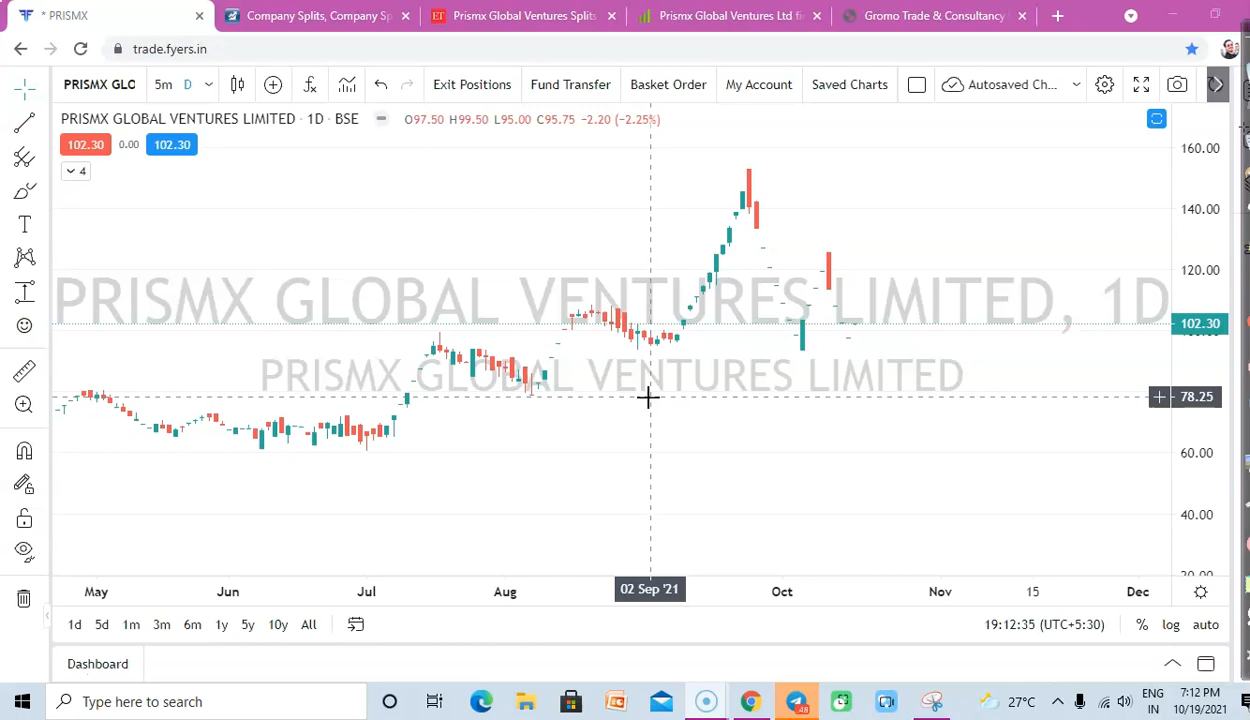 * PRISMX
Company Splits, Company Sp
ET Prismx Global Ventures Splits
Prismx Global Ventures Ltd fi
Gromo Trade & Consultancy
trade.fyers.in
PRISMX GLO 5m D Exit Positions Fund Transfer Basket Order My Account Saved Charts Autosaved Ch...
PRISMX GLOBAL VENTURES LIMITED · 1D · BSE O97.50 H99.50 L95.00 C95.75 -2.20 (-2.25%)
102.30 0.00 102.30
4
160.00
140.00
120.00
PRISMX GLOBAL VENTURES LIMITED, 1D
102.30
PRISMX GLOBAL VENTURES LIMITED
78.25
60.00
40.00
20.00
May Jun Jul Aug 02 Sep '21 Oct Nov 15 Dec
1d 5d 1m 3m 6m 1y 5y 10y All 19:12:35 (UTC+5:30) % log auto
Dashboard
Type here to search
48
27°C
ENG
IN
7:12 PM
10/19/2021